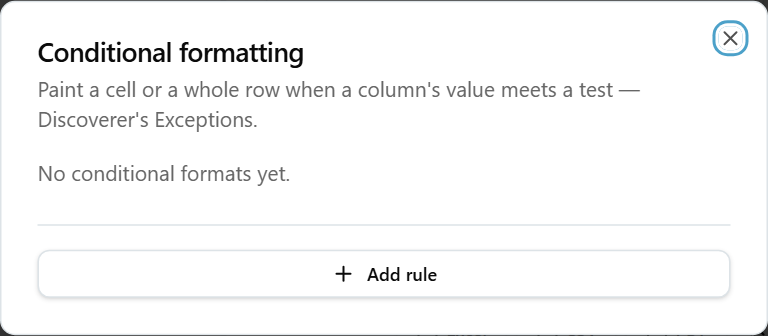 Conditional formatting
Paint a cell or a whole row when a column's value meets a test —
Discoverer's Exceptions.
No conditional formats yet.
Add rule